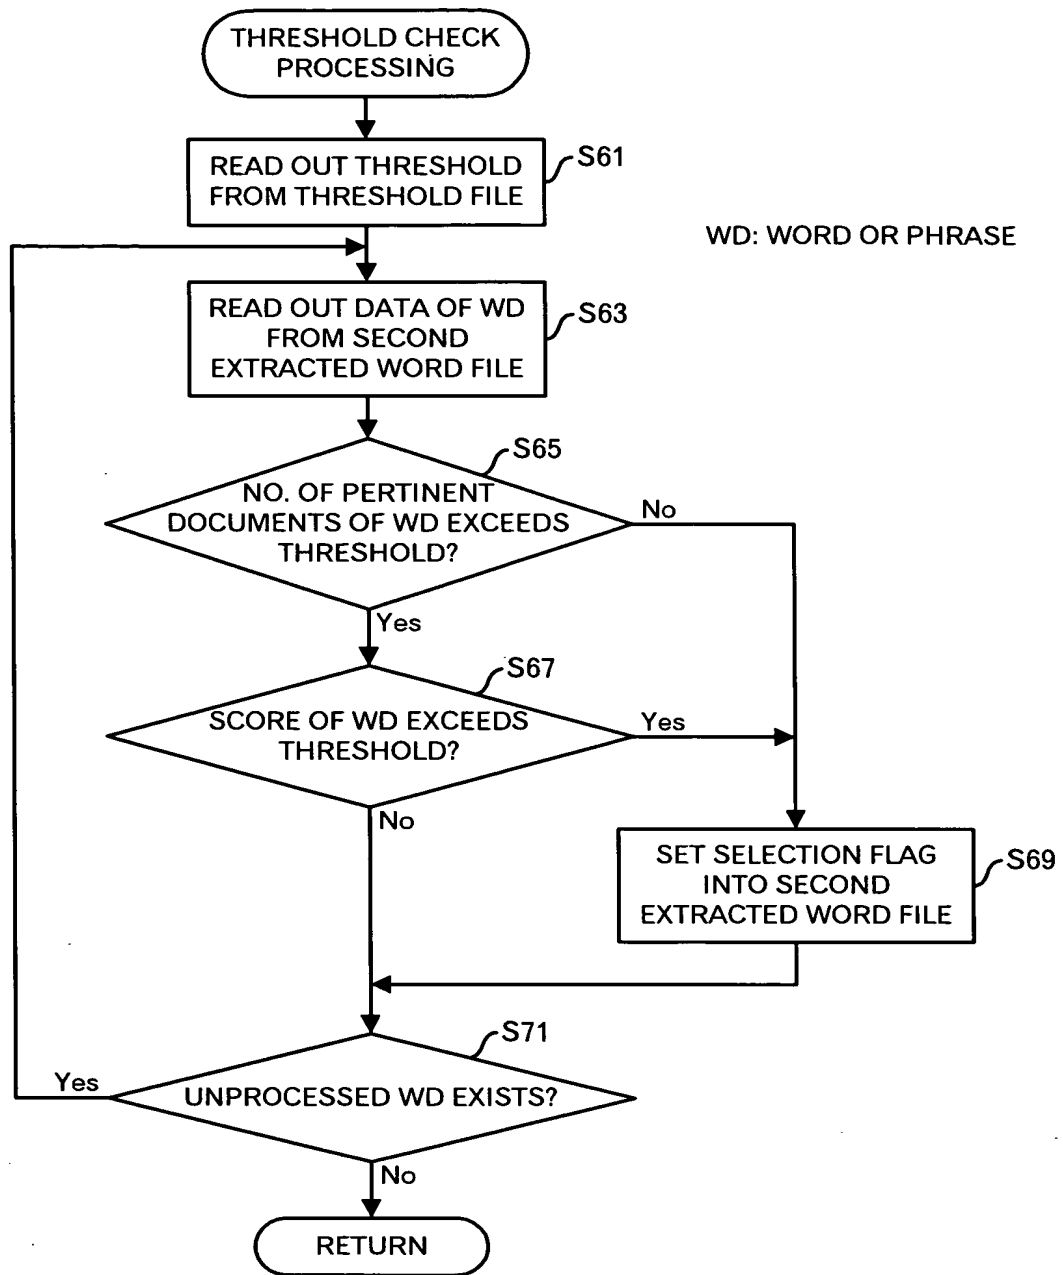 THRESHOLD CHECK
PROCESSING
READ OUT THRESHOLD
FROM THRESHOLD FILE
S61
WD: WORD OR PHRASE
READ OUT DATA OF WD
FROM SECOND
EXTRACTED WORD FILE
S63
S65
NO. OF PERTINENT
DOCUMENTS OF WD EXCEEDS
THRESHOLD?
No
Yes
S67
SCORE OF WD EXCEEDS
THRESHOLD?
Yes
No
SET SELECTION FLAG
INTO SECOND
EXTRACTED WORD FILE
S69
S71
UNPROCESSED WD EXISTS?
Yes
No
RETURN